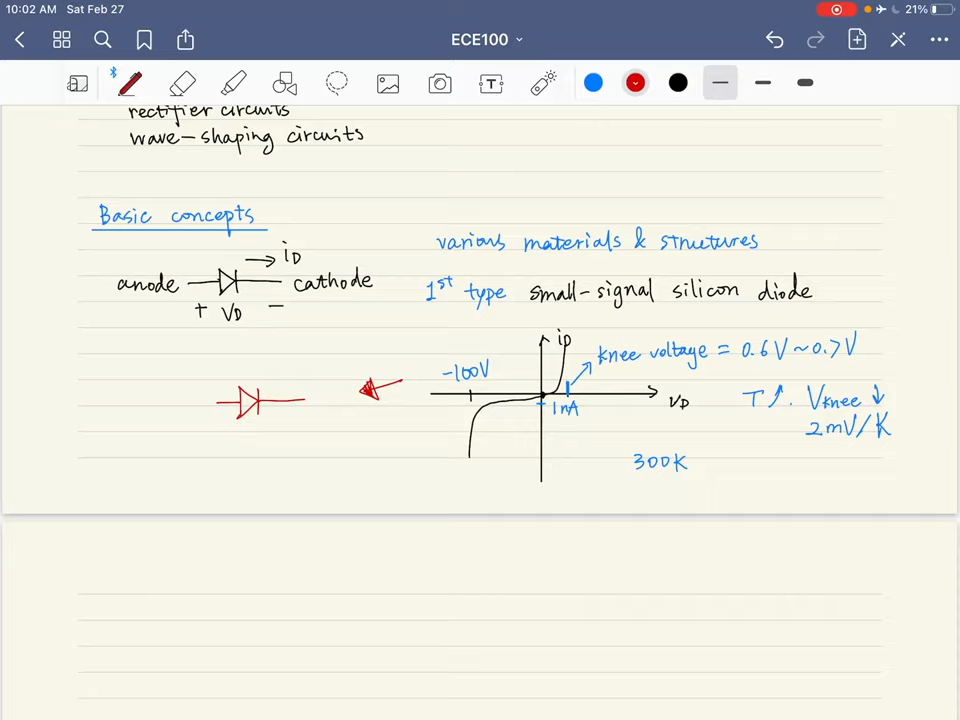 10:02 AM Sat Feb 27
21%
ECE100
T
rectifier circuits
wave-shaping circuits
Basic concepts
iD
anode cathode
+ VD -
various materials & structures
1st type small-signal silicon diode
iD
knee voltage = 0.6V ~ 0.7V
-100V
1nA
VD
T↗. Vknee ↓
2mV/K
300K